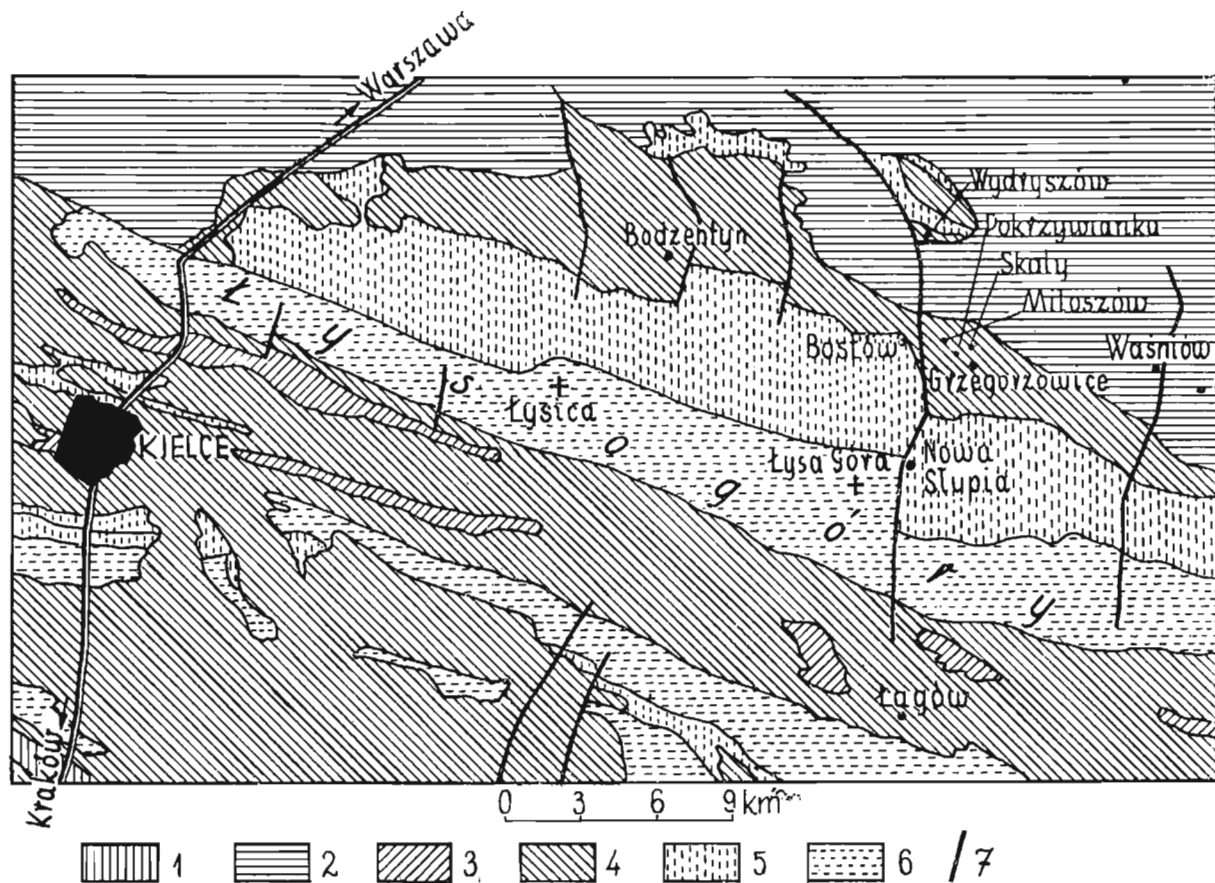 Warszawa
Wydryszów
Pokrzywianka
Bodzentyn
Skały
Miłoszów
Bostów
Waśniów
Grzegorzowice
Ł y s o g ó r y
Łysica
KIELCE
Łysa Góra
Nowa
Słupia
Łagów
Kraków
0 3 6 9 km
1 2 3 4 5 6 7